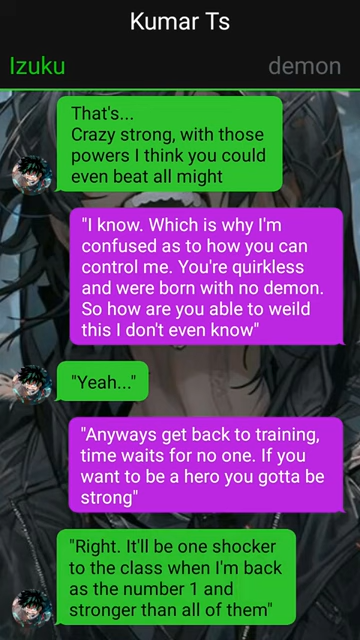 Kumar Ts
Izuku demon
That's...
Crazy strong, with those
powers I think you could
even beat all might
"I know. Which is why I'm
confused as to how you can
control me. You're quirkless
and were born with no demon.
So how are you able to weild
this I don't even know"
"Yeah..."
"Anyways get back to training,
time waits for no one. If you
want to be a hero you gotta be
strong"
"Right. It'll be one shocker
to the class when I'm back
as the number 1 and
stronger than all of them"